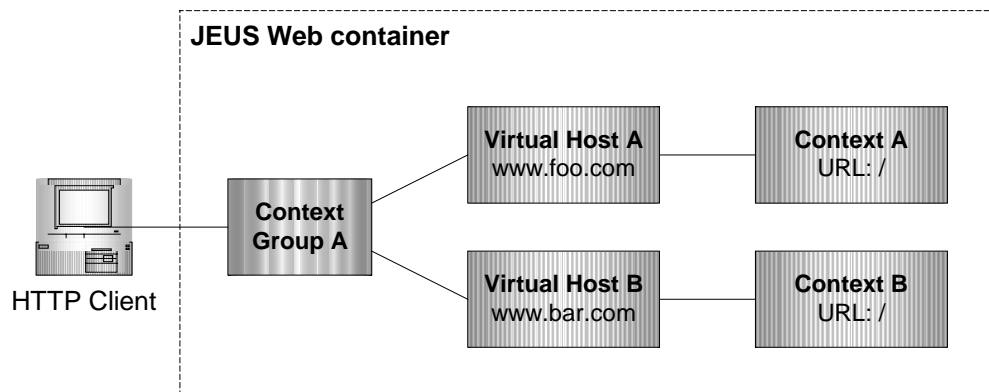 JEUS Web container
Virtual Host A
www.foo.com
Context A
URL: /
Context
Group A
HTTP Client
Virtual Host B
www.bar.com
Context B
URL: /